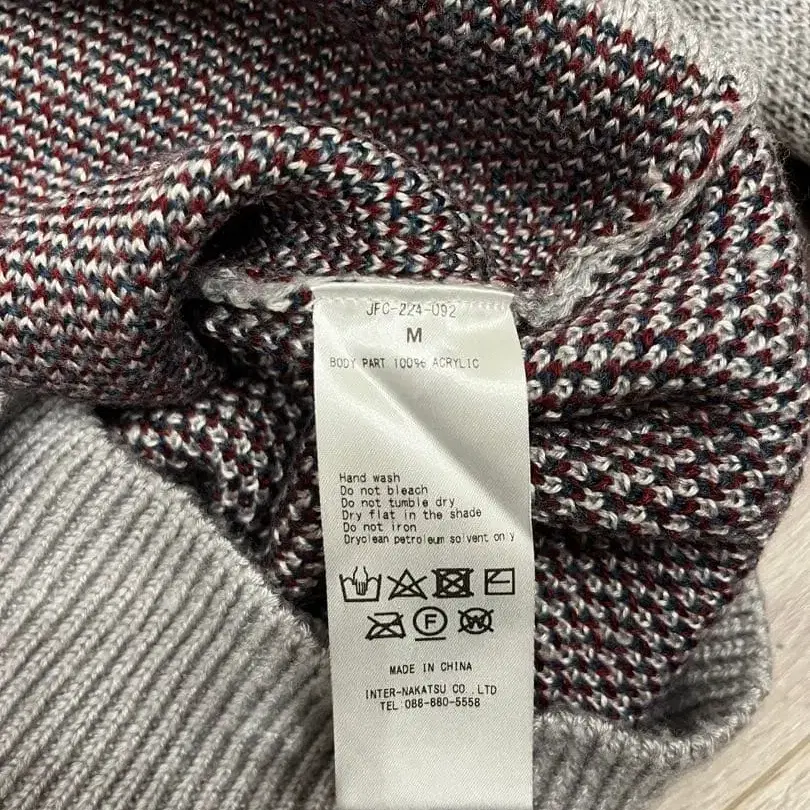 JFC-224-092
M
BODY PART 100% ACRYLIC
Hand wash
Do not bleach
Do not tumble dry
Dry flat in the shade
Do not iron
Dryclean petroleum solvent only
F
W
MADE IN CHINA
INTER-NAKATSU CO.,LTD
TEL:088-880-5558